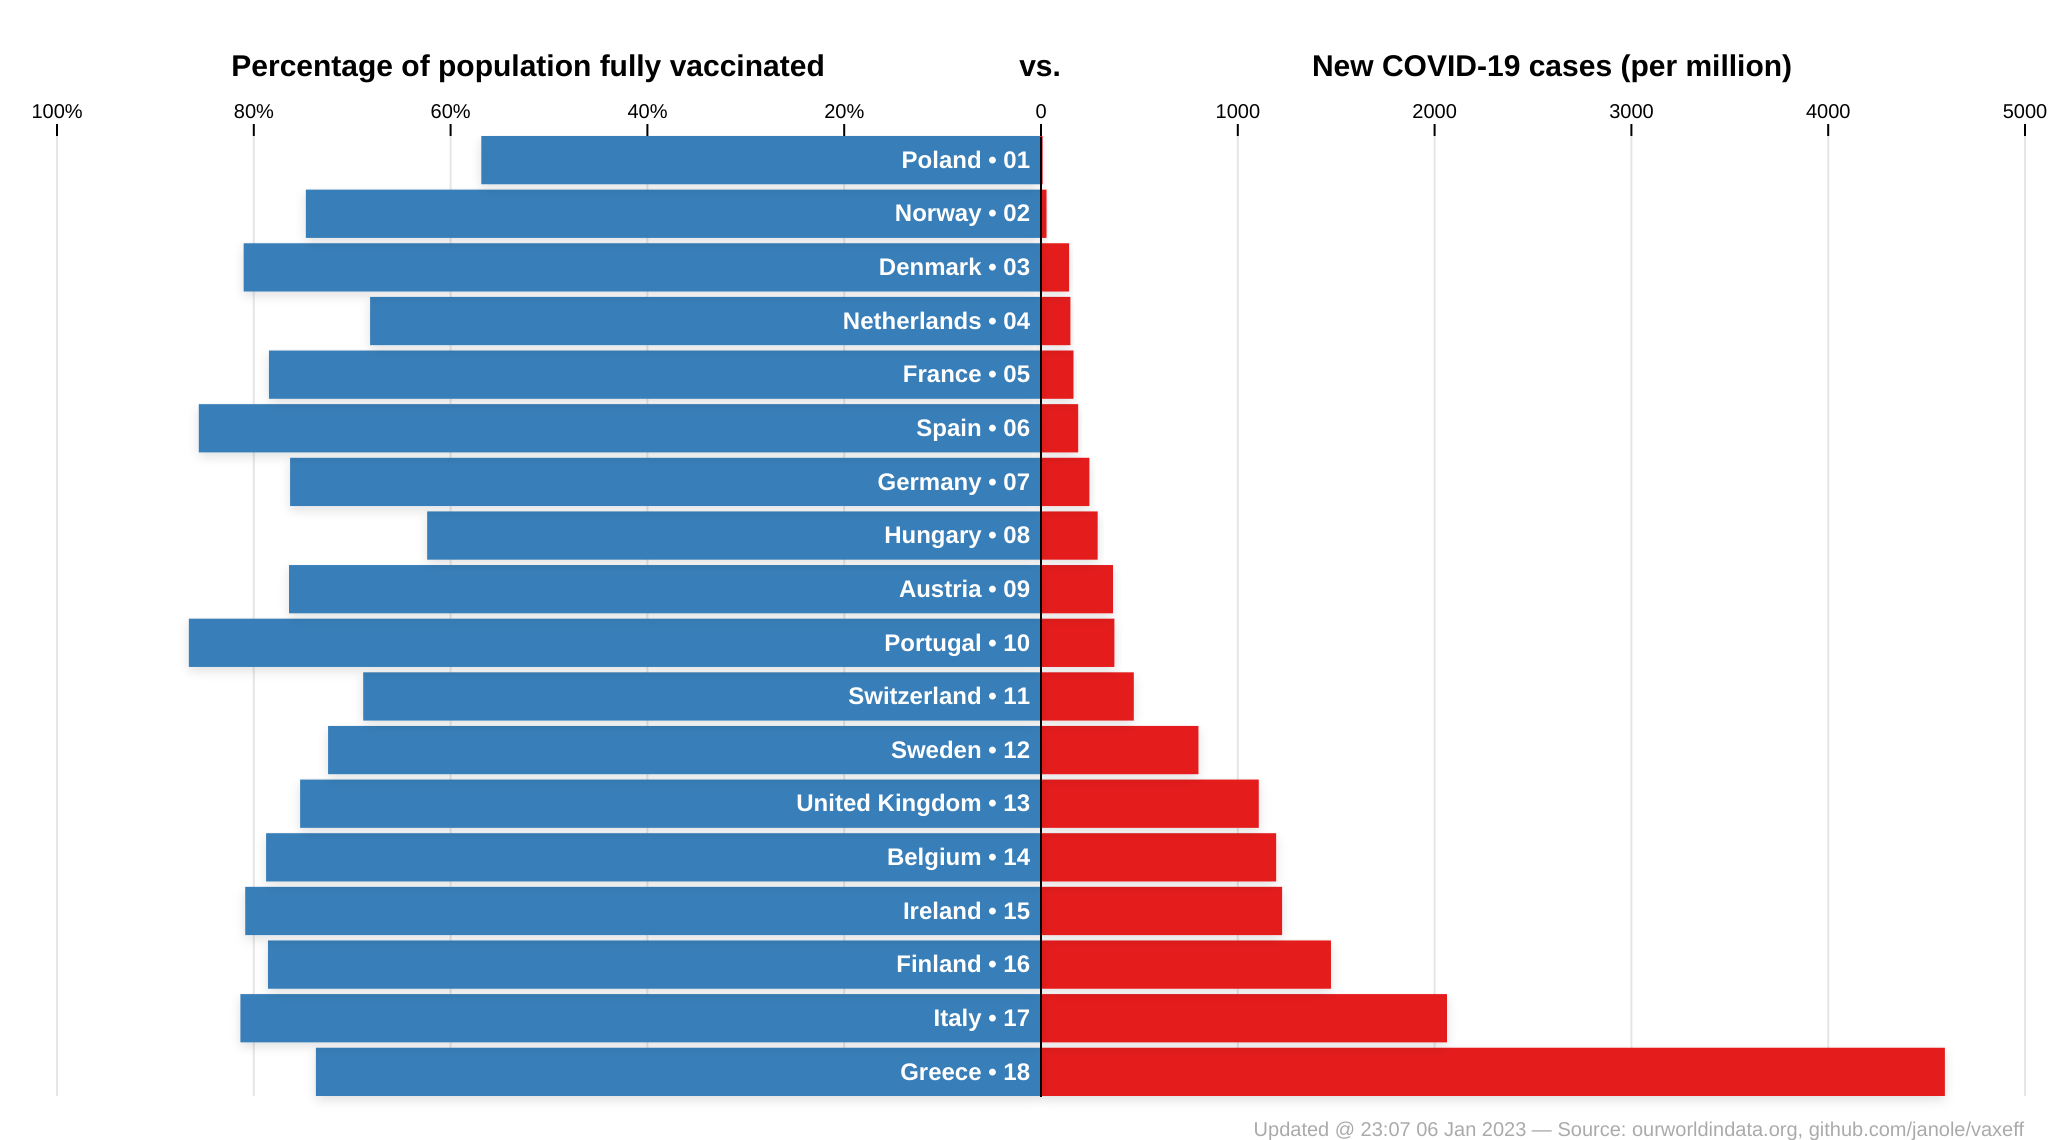 Percentage of population fully vaccinated vs. New COVID-19 cases (per million)
100% 80% 60% 40% 20% 0 1000 2000 3000 4000 5000
Poland • 01
Norway • 02
Denmark • 03
Netherlands • 04
France • 05
Spain • 06
Germany • 07
Hungary • 08
Austria • 09
Portugal • 10
Switzerland • 11
Sweden • 12
United Kingdom • 13
Belgium • 14
Ireland • 15
Finland • 16
Italy • 17
Greece • 18
Updated @ 23:07 06 Jan 2023 — Source: ourworldindata.org, github.com/janole/vaxeff